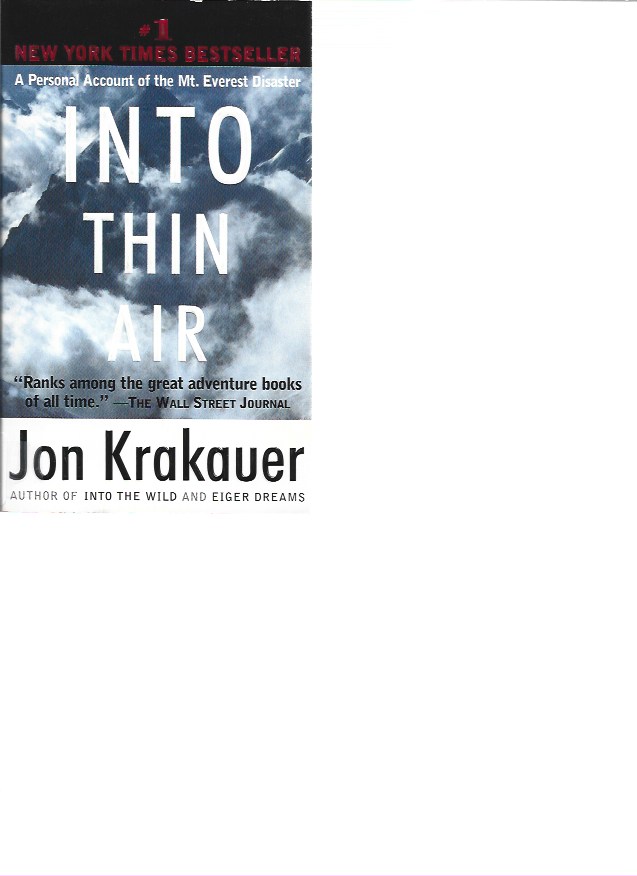 #1
NEW YORK TIMES BESTSELLER
A Personal Account of the Mt. Everest Disaster
INTO
THIN
AIR
“Ranks among the great adventure books
of all time.” —THE WALL STREET JOURNAL
Jon Krakauer
AUTHOR OF INTO THE WILD AND EIGER DREAMS